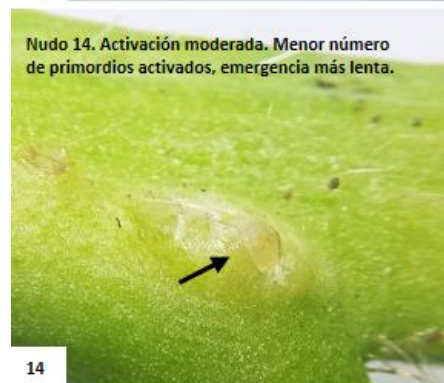 Nudo 14. Activación moderada. Menor número
de primordios activados, emergencia más lenta.
14